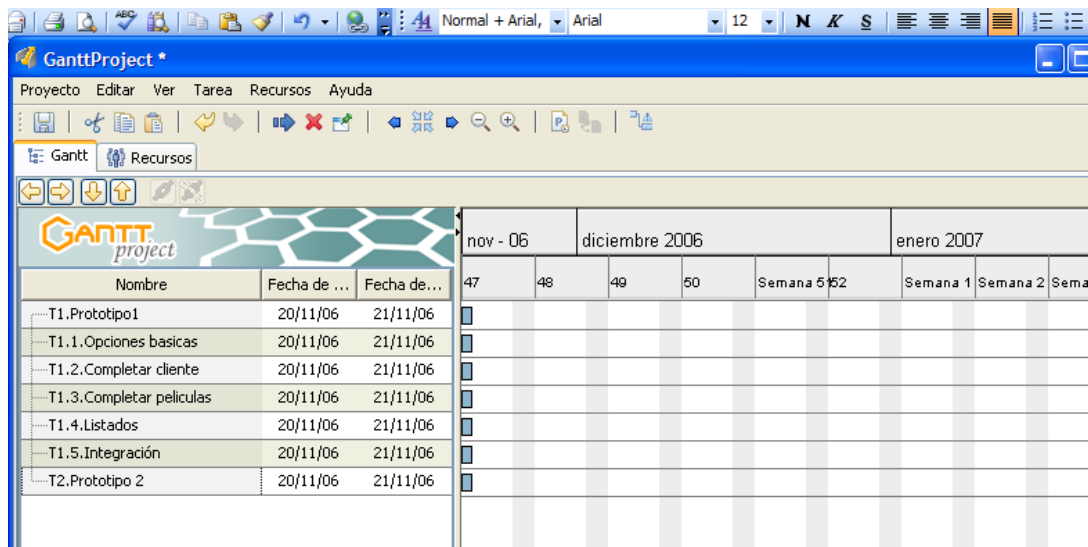 ABC Normal + Arial, Arial 12 N K S
GanttProject *
Proyecto Editar Ver Tarea Recursos Ayuda
Gantt Recursos
GANTT project
nov - 06 diciembre 2006 enero 2007
Nombre Fecha de ... Fecha de... 47 48 49 50 Semana 51 52 Semana 1 Semana 2 Sema
T1.Prototipo1 20/11/06 21/11/06
T1.1.Opciones basicas 20/11/06 21/11/06
T1.2.Completar cliente 20/11/06 21/11/06
T1.3.Completar peliculas 20/11/06 21/11/06
T1.4.Listados 20/11/06 21/11/06
T1.5.Integración 20/11/06 21/11/06
T2.Prototipo 2 20/11/06 21/11/06